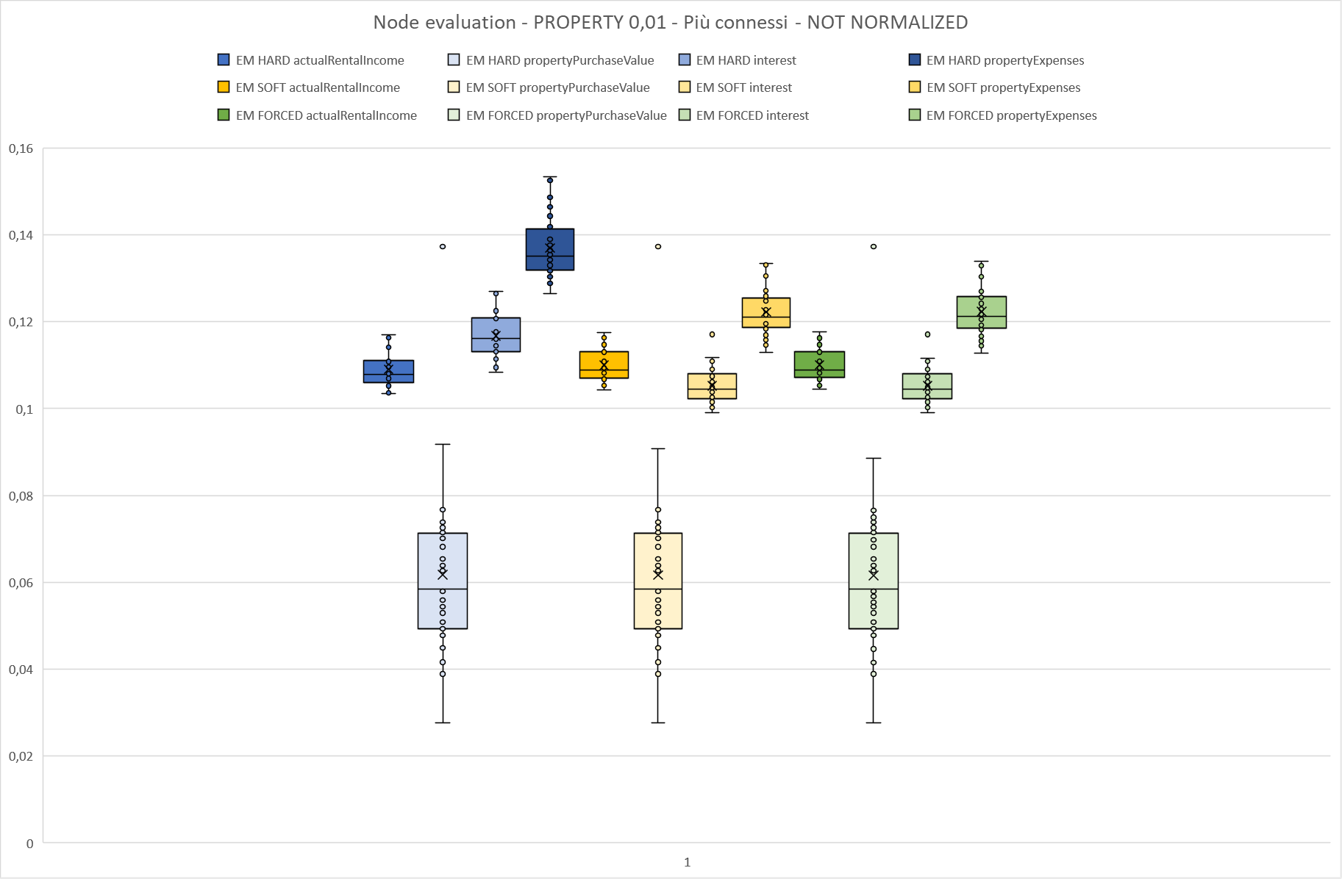 Node evaluation - PROPERTY 0,01 - Più connessi - NOT NORMALIZED
EM HARD actualRentalIncome EM HARD propertyPurchaseValue EM HARD interest EM HARD propertyExpenses
EM SOFT actualRentalIncome EM SOFT propertyPurchaseValue EM SOFT interest EM SOFT propertyExpenses
EM FORCED actualRentalIncome EM FORCED propertyPurchaseValue EM FORCED interest EM FORCED propertyExpenses
0,16
0,14
0,12
0,1
0,08
0,06
0,04
0,02
0
1